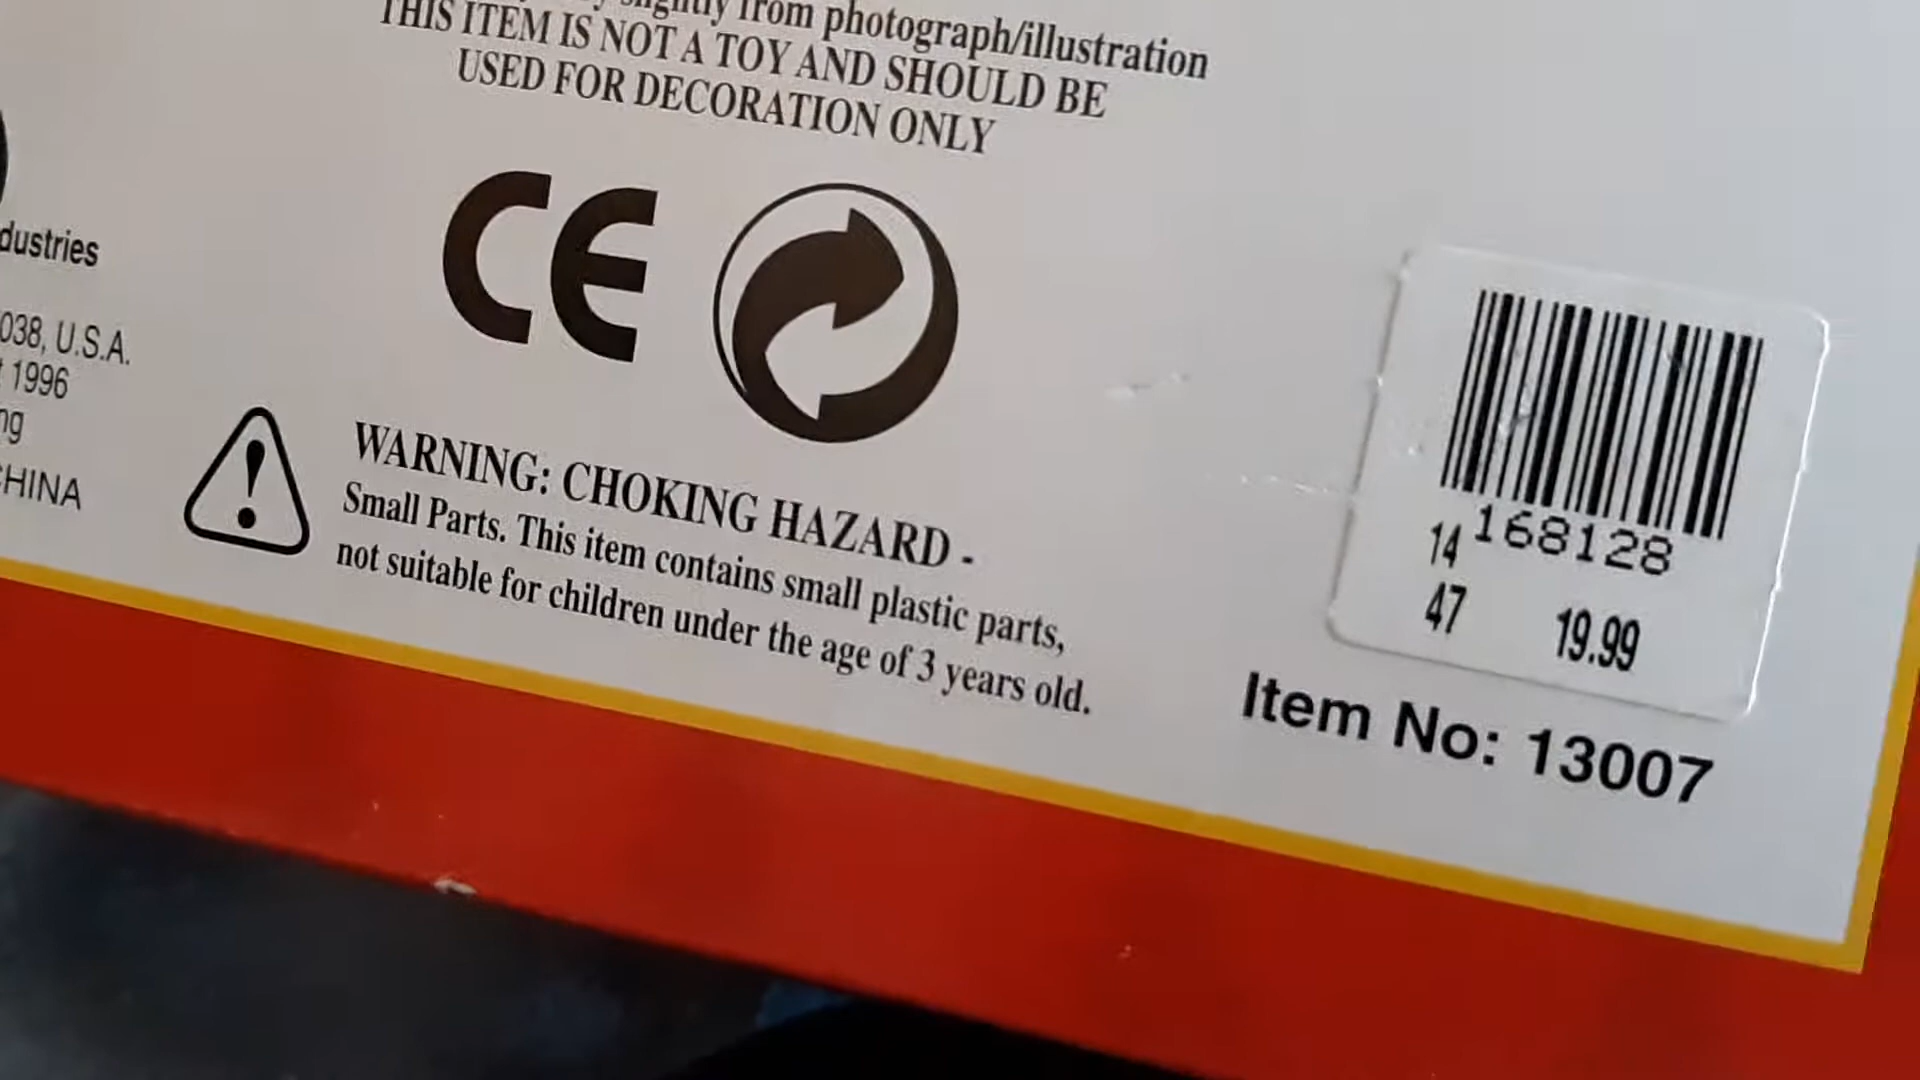 slightly from photograph/illustration
THIS ITEM IS NOT A TOY AND SHOULD BE
USED FOR DECORATION ONLY
CE
dustries
038, U.S.A.
1996
ng
CHINA
WARNING: CHOKING HAZARD -
Small Parts. This item contains small plastic parts,
not suitable for children under the age of 3 years old.
168128
14
47 19.99
Item No: 13007